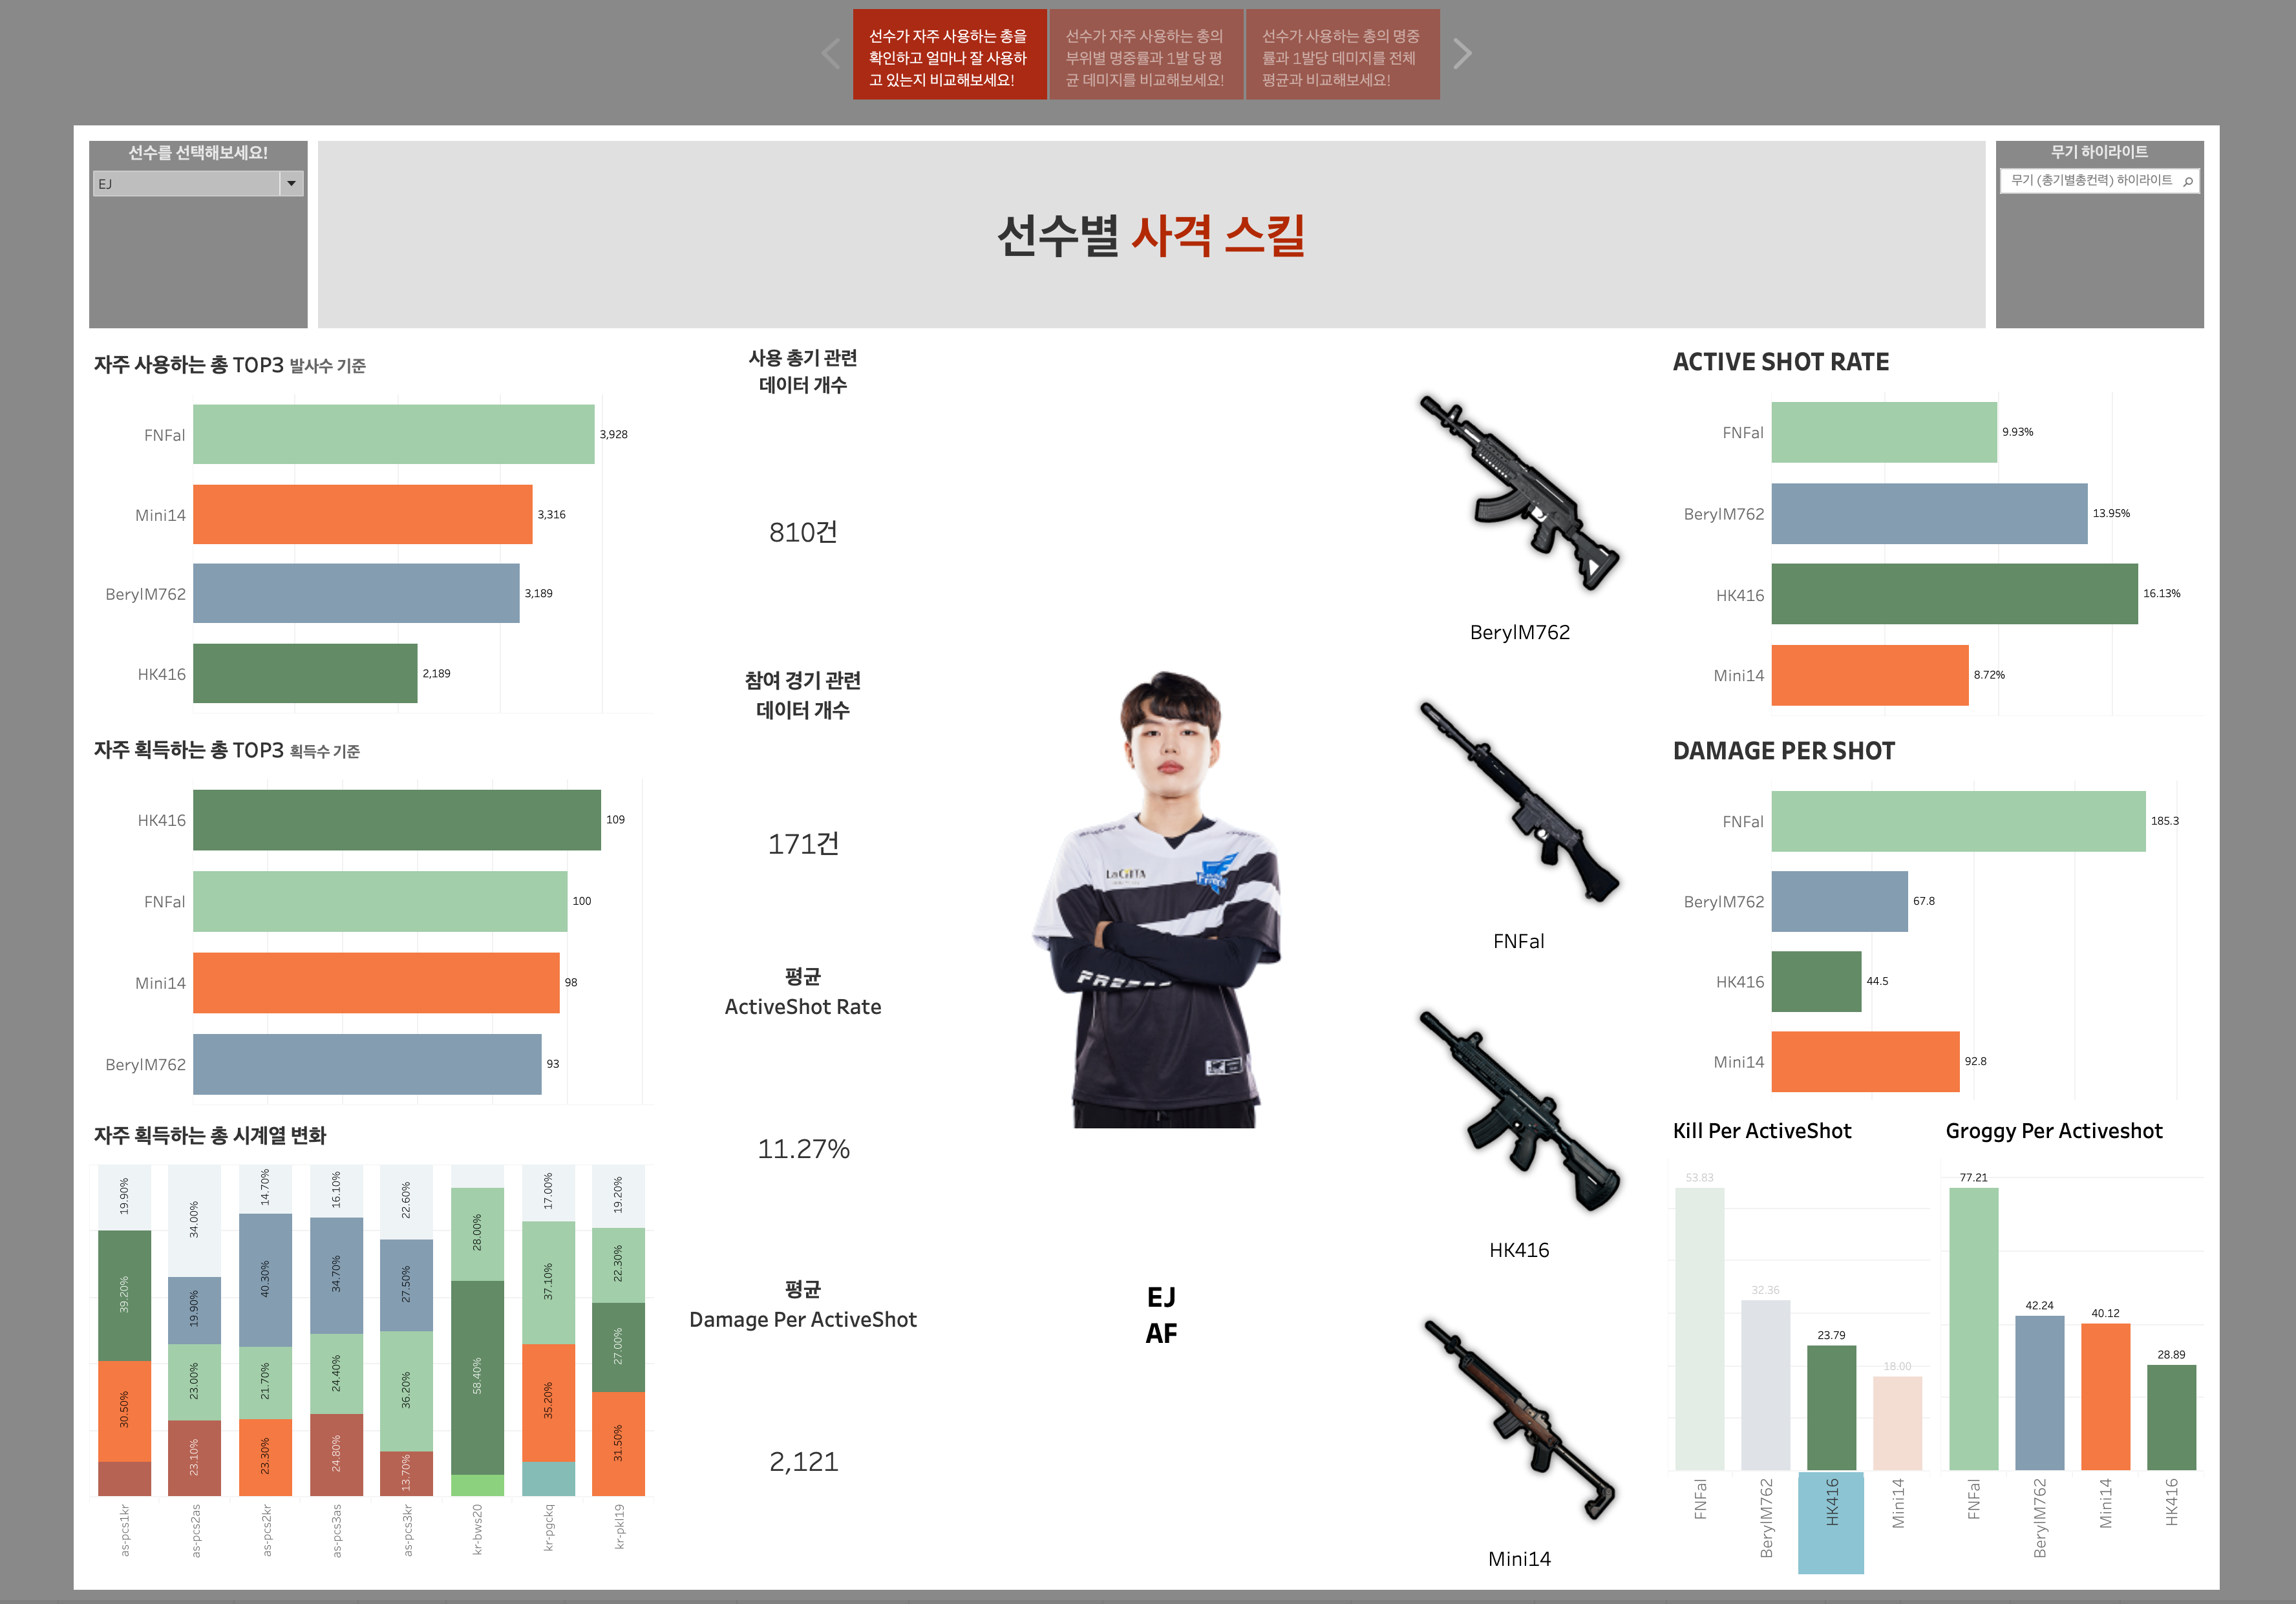 선수가 자주 사용하는 총을
확인하고 얼마나 잘 사용하
고 있는지 비교해보세요!
선수가 자주 사용하는 총의
부위별 명중률과 1발 당 평
균 데미지를 비교해보세요!
선수가 사용하는 총의 명중
률과 1발당 데미지를 전체
평균과 비교해보세요!
선수를 선택해보세요!
EJ
선수별 사격 스킬
무기 하이라이트
무기 (총기별총컨력) 하이라이트
자주 사용하는 총 TOP3 발사수 기준
FNFal
3,928
Mini14
3,316
BerylM762
3,189
HK416
2,189
자주 획득하는 총 TOP3 획득수 기준
HK416
109
FNFal
100
Mini14
98
BerylM762
93
자주 획득하는 총 시계열 변화
19.90%
39.20%
30.50%
as-pcs1kr
34.00%
19.90%
23.00%
23.10%
as-pcs2as
14.70%
40.30%
21.70%
23.30%
as-pcs2kr
16.10%
34.70%
24.40%
24.80%
as-pcs3as
22.60%
27.50%
36.20%
13.70%
as-pcs3kr
28.00%
58.40%
kr-bws20
17.00%
37.10%
35.20%
kr-pgckq
19.20%
22.30%
27.00%
31.50%
kr-pkl19
사용 총기 관련
데이터 개수
810건
참여 경기 관련
데이터 개수
171건
평균
ActiveShot Rate
11.27%
평균
Damage Per ActiveShot
2,121
LaGITA
EJ
AF
BerylM762
FNFal
HK416
Mini14
ACTIVE SHOT RATE
FNFal
9.93%
BerylM762
13.95%
HK416
16.13%
Mini14
8.72%
DAMAGE PER SHOT
FNFal
185.3
BerylM762
67.8
HK416
44.5
Mini14
92.8
Kill Per ActiveShot
53.83
32.36
23.79
18.00
FNFal
BerylM762
HK416
Mini14
Groggy Per Activeshot
77.21
42.24
40.12
28.89
FNFal
BerylM762
Mini14
HK416